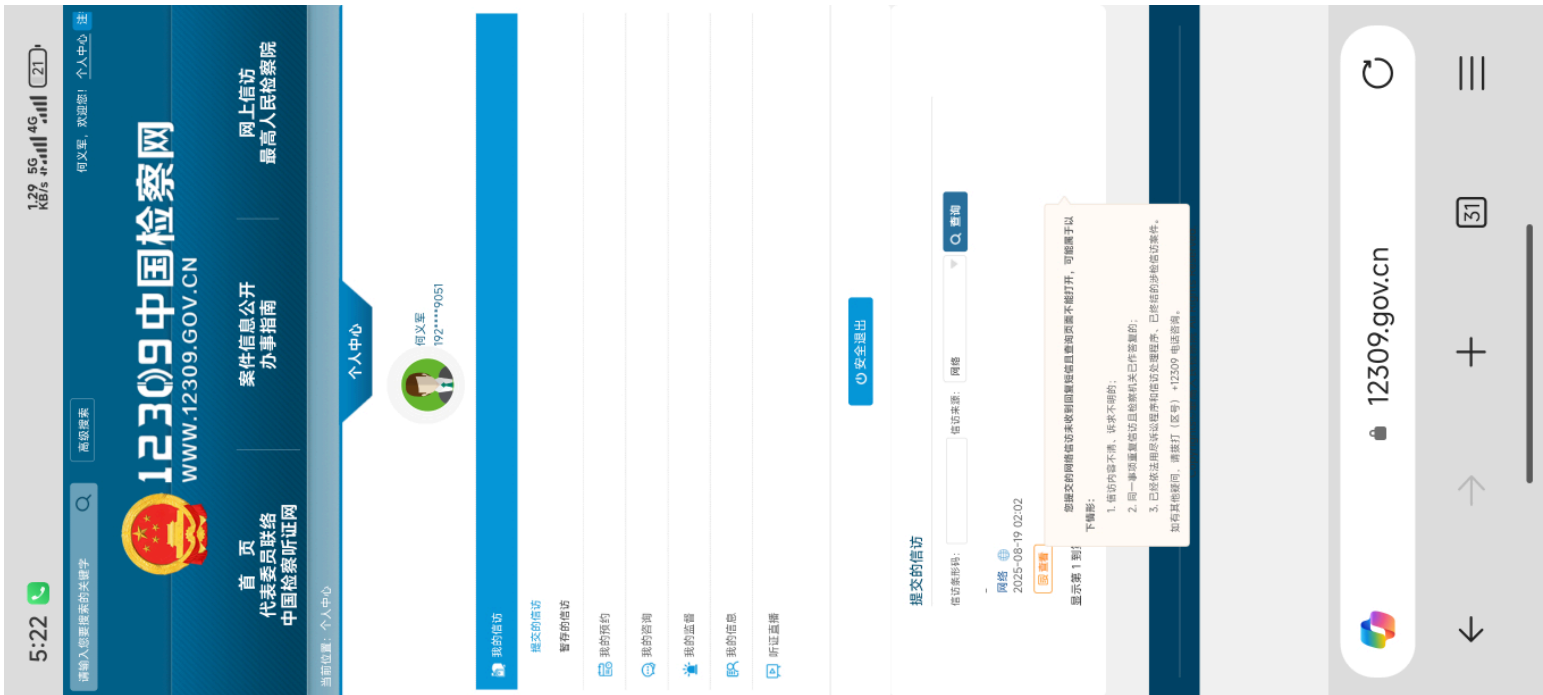 5:22
1.29 KB/s 5G 4G 21
请输入您要搜索的关键字
高级搜索
何义军，欢迎您！ 个人中心 注
12309中国检察网
WWW.12309.GOV.CN
首 页
案件信息公开
网上信访
代表委员联络
办事指南
最高人民检察院
中国检察听证网
当前位置：个人中心
个人中心
何义军
192****9051
我的信访
提交的信访
暂存的信访
我的预约
我的咨询
我的监督
我的信息
听证直播
安全退出
提交的信访
信访条形码：
信访来源： 网络
查询
-
网络
2025-08-19 02:02
查看
显示第 1 到
您提交的网络信访未收到回复短信且查询页面不能打开，可能属于以
下情形：
1. 信访内容不清、诉求不明的；
2. 同一事项重复信访且检察机关已作答复的；
3. 已经依法用尽诉讼程序和信访处理程序、已终结的涉检信访案件。
如有其他疑问，请拨打（区号）+12309 电话咨询。
12309.gov.cn
31